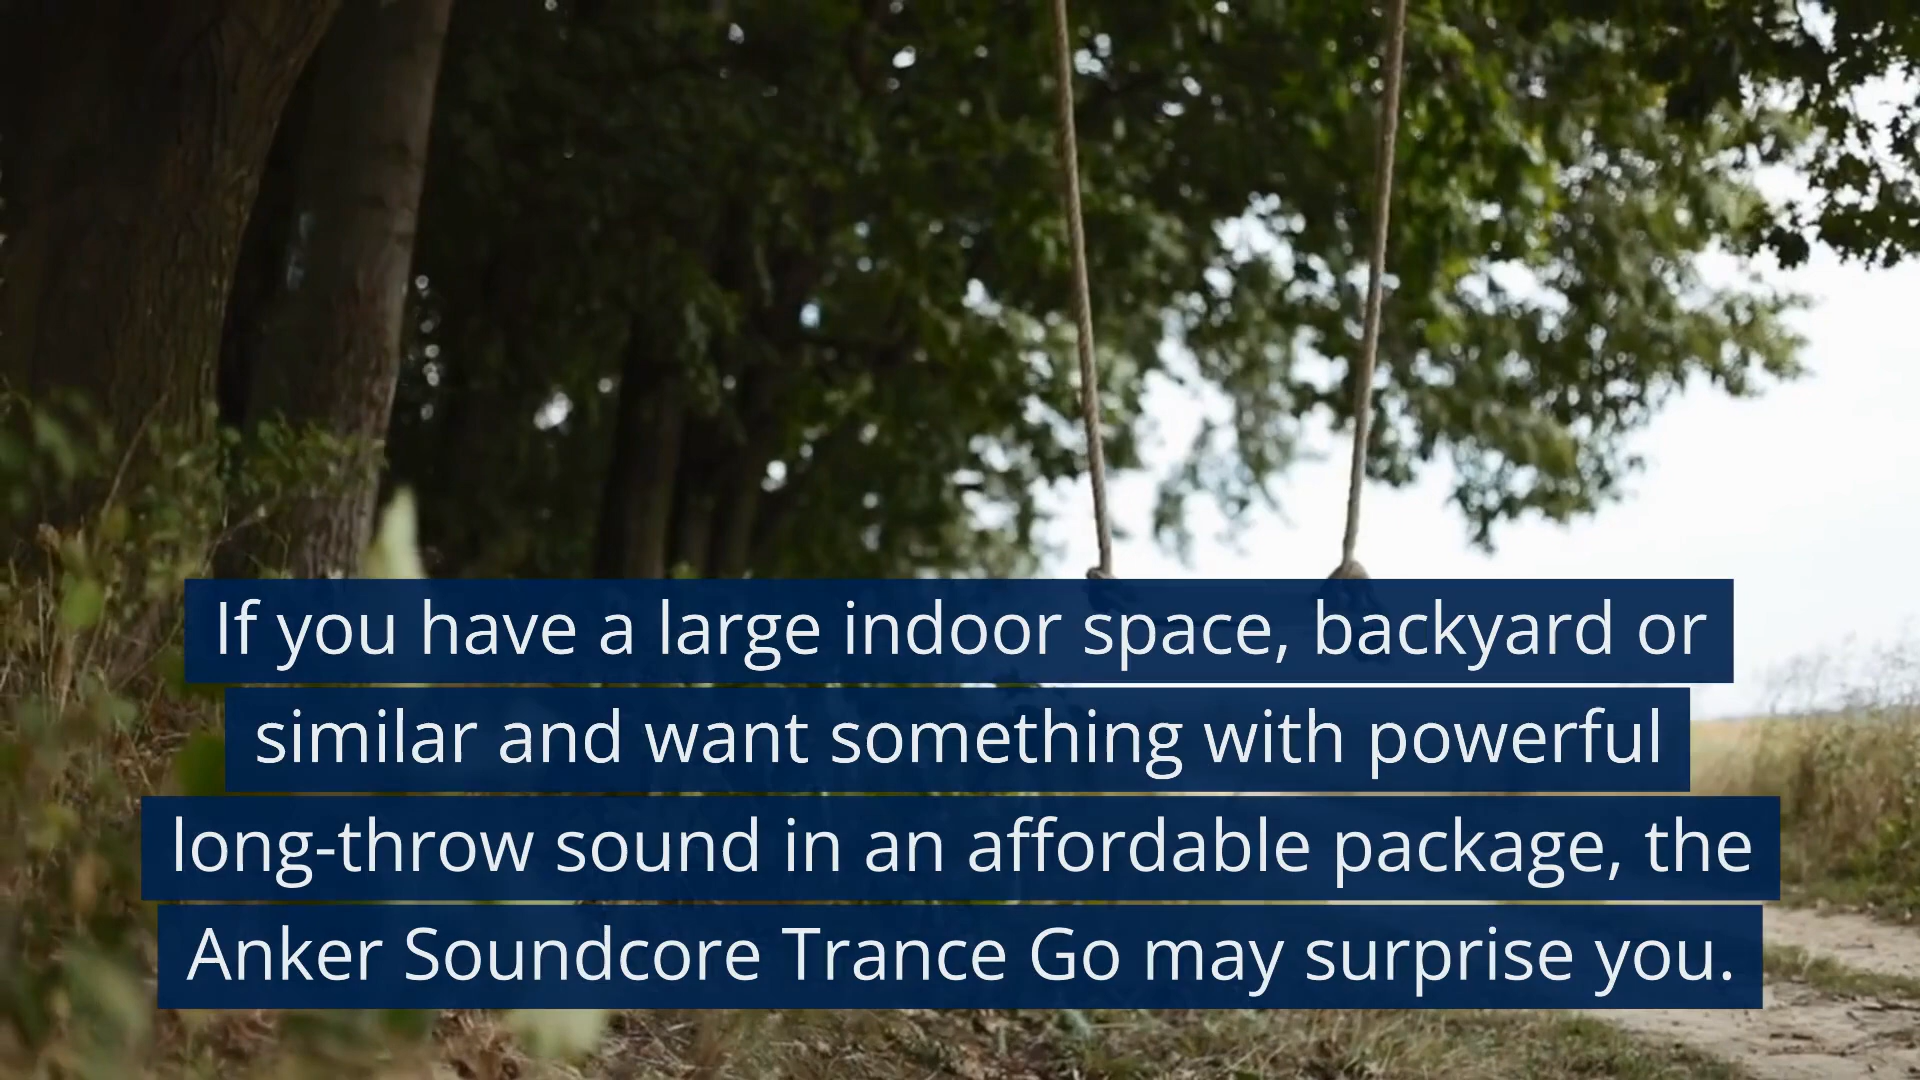 If you have a large indoor space, backyard or
similar and want something with powerful
long-throw sound in an affordable package, the
Anker Soundcore Trance Go may surprise you.